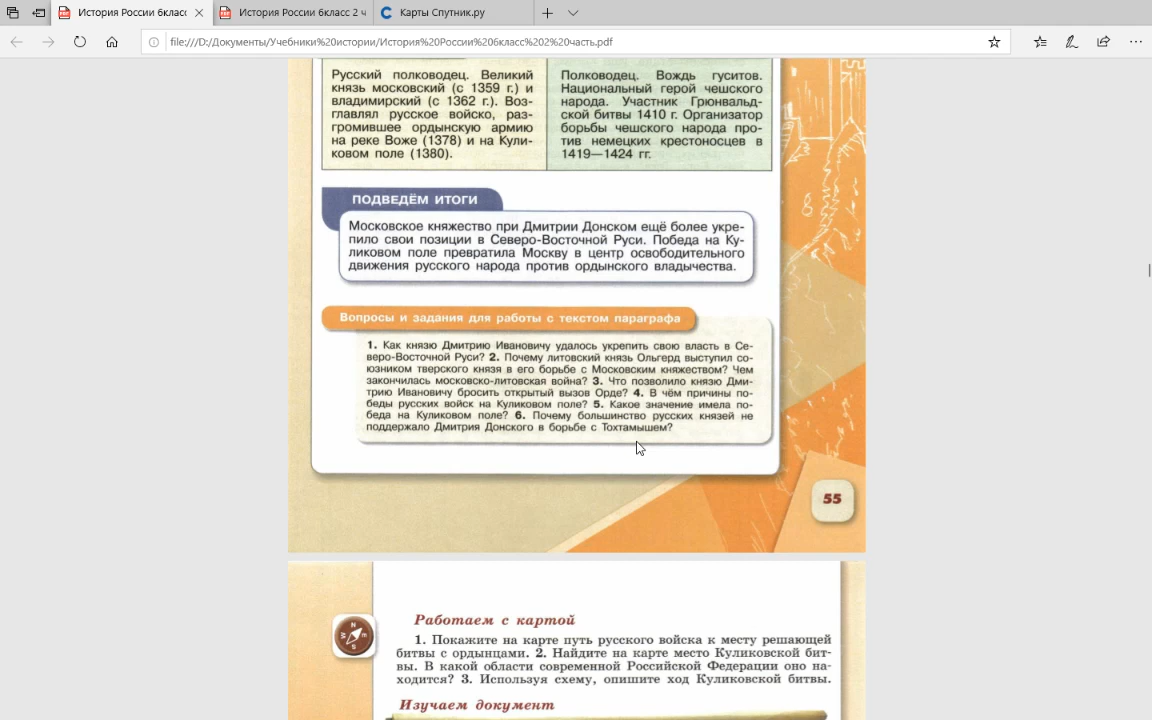 История России 6класс
История России 6класс 2 ч
Карты Спутник.ру
file:///D:/Документы/Учебники%20истории/История%20России%206класс%202%20часть.pdf
Русский полководец. Великий
князь московский (с 1359 г.) и
владимирский (с 1362 г.). Воз-
главлял русское войско, раз-
громившее ордынскую армию
на реке Воже (1378) и на Кули-
ковом поле (1380).
Полководец. Вождь гуситов.
Национальный герой чешского
народа. Участник Грюнвальд-
ской битвы 1410 г. Организатор
борьбы чешского народа про-
тив немецких крестоносцев в
1419—1424 гг.
ПОДВЕДЁМ ИТОГИ
Московское княжество при Дмитрии Донском ещё более укре-
пило свои позиции в Северо-Восточной Руси. Победа на Ку-
ликовом поле превратила Москву в центр освободительного
движения русского народа против ордынского владычества.
Вопросы и задания для работы с текстом параграфа
1. Как князю Дмитрию Ивановичу удалось укрепить свою власть в Се-
веро-Восточной Руси? 2. Почему литовский князь Ольгерд выступил со-
юзником тверского князя в его борьбе с Московским княжеством? Чем
закончилась московско-литовская война? 3. Что позволило князю Дми-
трию Ивановичу бросить открытый вызов Орде? 4. В чём причины по-
беды русских войск на Куликовом поле? 5. Какое значение имела по-
беда на Куликовом поле? 6. Почему большинство русских князей не
поддержало Дмитрия Донского в борьбе с Тохтамышем?
55
Работаем с картой
1. Покажите на карте путь русского войска к месту решающей
битвы с ордынцами. 2. Найдите на карте место Куликовской бит-
вы. В какой области современной Российской Федерации оно на-
ходится? 3. Используя схему, опишите ход Куликовской битвы.
Изучаем документ